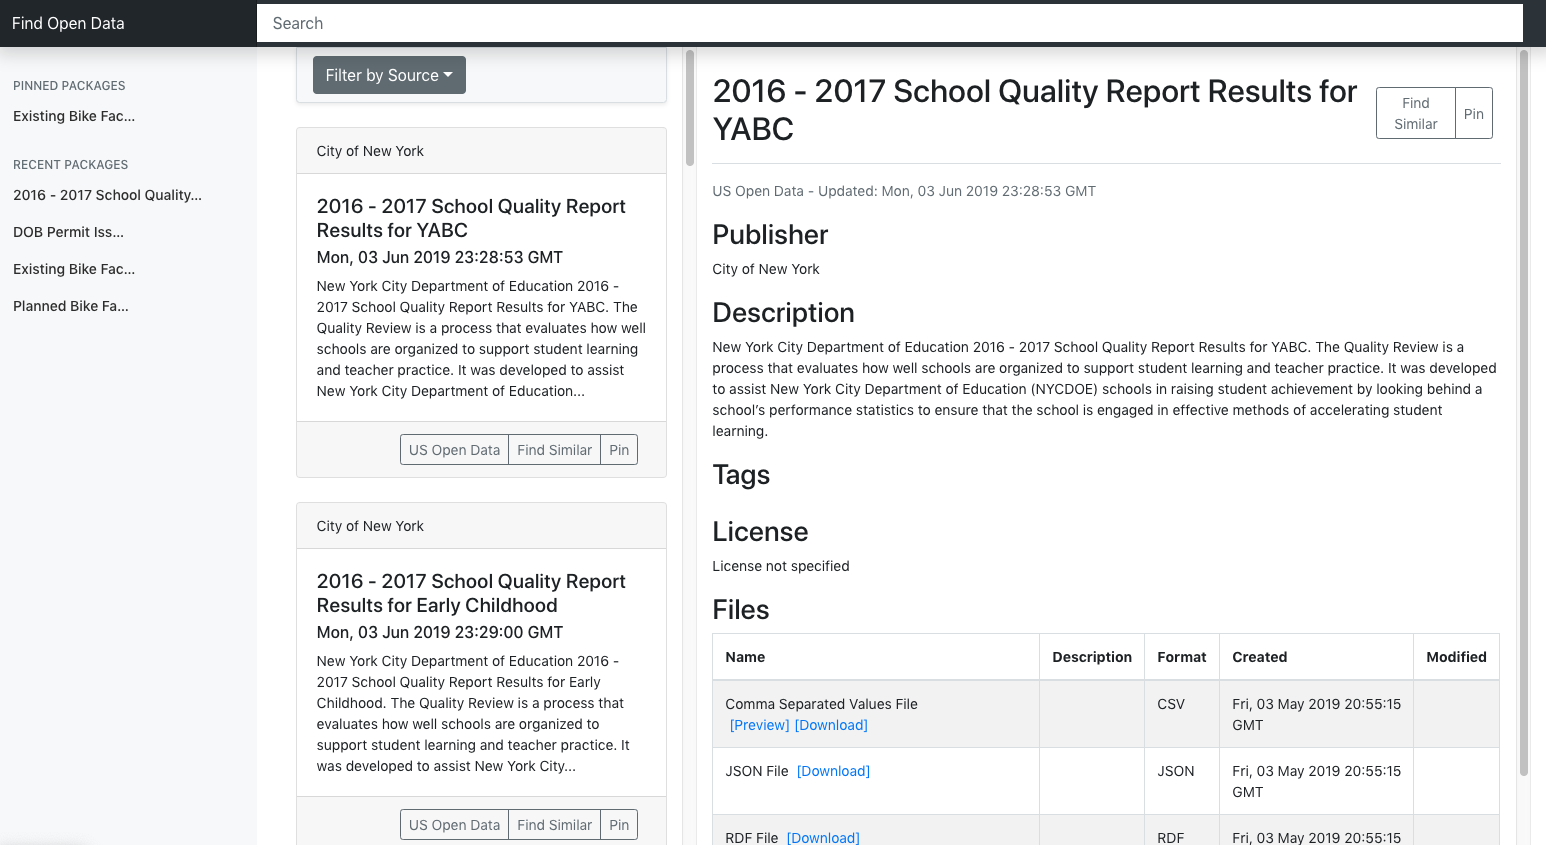 Find Open Data
Search
PINNED PACKAGES
Existing Bike Fac...
RECENT PACKAGES
2016 - 2017 School Quality...
DOB Permit Iss...
Existing Bike Fac...
Planned Bike Fa...
Filter by Source
City of New York
2016 - 2017 School Quality Report
Results for YABC
Mon, 03 Jun 2019 23:28:53 GMT
New York City Department of Education 2016 -
2017 School Quality Report Results for YABC. The
Quality Review is a process that evaluates how well
schools are organized to support student learning
and teacher practice. It was developed to assist
New York City Department of Education...
US Open Data Find Similar Pin
City of New York
2016 - 2017 School Quality Report
Results for Early Childhood
Mon, 03 Jun 2019 23:29:00 GMT
New York City Department of Education 2016 -
2017 School Quality Report Results for Early
Childhood. The Quality Review is a process that
evaluates how well schools are organized to
support student learning and teacher practice. It
was developed to assist New York City...
US Open Data Find Similar Pin
2016 - 2017 School Quality Report Results for
YABC
Find
Similar
Pin
US Open Data - Updated: Mon, 03 Jun 2019 23:28:53 GMT
Publisher
City of New York
Description
New York City Department of Education 2016 - 2017 School Quality Report Results for YABC. The Quality Review is a
process that evaluates how well schools are organized to support student learning and teacher practice. It was developed
to assist New York City Department of Education (NYCDOE) schools in raising student achievement by looking behind a
school’s performance statistics to ensure that the school is engaged in effective methods of accelerating student
learning.
Tags
License
License not specified
Files
Name Description Format Created Modified
Comma Separated Values File CSV Fri, 03 May 2019 20:55:15
[Preview] [Download] GMT
JSON File [Download] JSON Fri, 03 May 2019 20:55:15
GMT
RDF File [Download] RDF Fri, 03 May 2019 20:55:15